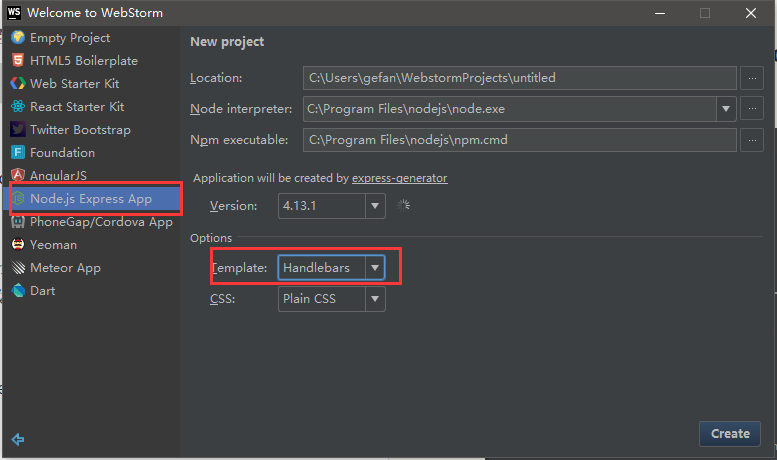 WS Welcome to WebStorm
Empty Project
HTML5 Boilerplate
Web Starter Kit
React Starter Kit
Twitter Bootstrap
Foundation
AngularJS
Node.js Express App
PhoneGap/Cordova App
Yeoman
Meteor App
Dart
New project
Location: C:\Users\gefan\WebstormProjects\untitled ...
Node interpreter: C:\Program Files\nodejs\node.exe ...
Npm executable: C:\Program Files\nodejs\npm.cmd ...
Application will be created by express-generator
Version: 4.13.1
Options
Template: Handlebars
CSS: Plain CSS
Create